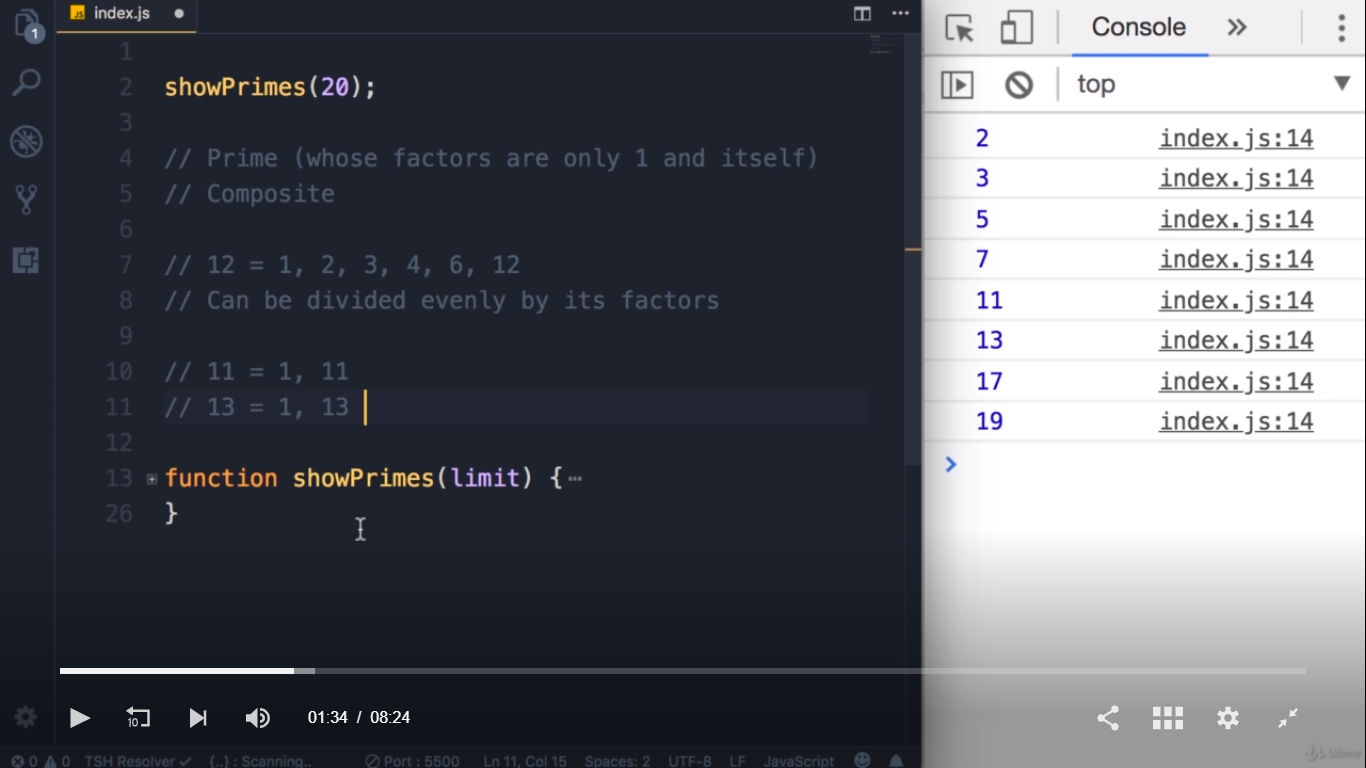 1
JS index.js
1
2 showPrimes(20);
3
4 // Prime (whose factors are only 1 and itself)
5 // Composite
6
7 // 12 = 1, 2, 3, 4, 6, 12
8 // Can be divided evenly by its factors
9
10 // 11 = 1, 11
11 // 13 = 1, 13
12
13 function showPrimes(limit) {
26 }
Console
top
2 index.js:14
3 index.js:14
5 index.js:14
7 index.js:14
11 index.js:14
13 index.js:14
17 index.js:14
19 index.js:14
10
01:34 / 08:24
0 0 TSH Resolver {..} : Scanning.. Port : 5500 Ln 11, Col 15 Spaces: 2 UTF-8 LF JavaScript
Udemy